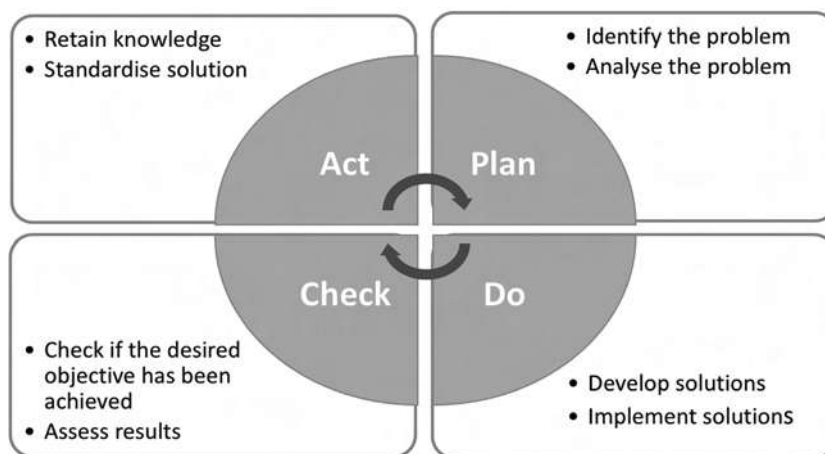 • Retain knowledge
• Standardise solution
Act
• Identify the problem
• Analyse the problem
Plan
• Check if the desired
objective has been
achieved
• Assess results
Check
• Develop solutions
• Implement solutions
Do